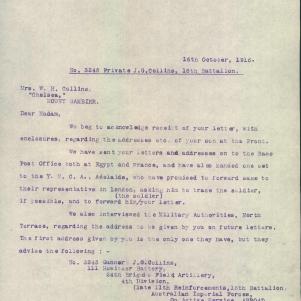 16th October, 1916.
No. 3248 Private J.G.Collins, 16th Battalion.
Mrs. W. H. Collins.
"Chelsea,"
MOUNT GAMBIER.
Dear Madam,
We beg to acknowledge receipt of your letter, with
enclosures, regarding the addresses etc. of your son at the Front.
We have sent your letters and addresses on to the Base
Post Office both at Egypt and France, and have also handed one set
to the Y. M. C. A. Adelaide, who have promised to forward same to
their representative in London, asking him to trace the soldier,
(the soldier)
if possible, and to forward him your letter.
We also interviewed the Military Authorities, North
Terrace, regarding the address to be given by you on future letters.
The first address given by you is the only one they have, but they
advise the following : -
No. 3248 Gunner J.G.Collins,
111 Howitzer Battery,
24th Brigade Field Artillery,
4th Division,
(late 11th Reinforcements, 16th Battalion.
Australian Imperial Forces,
On Active Service